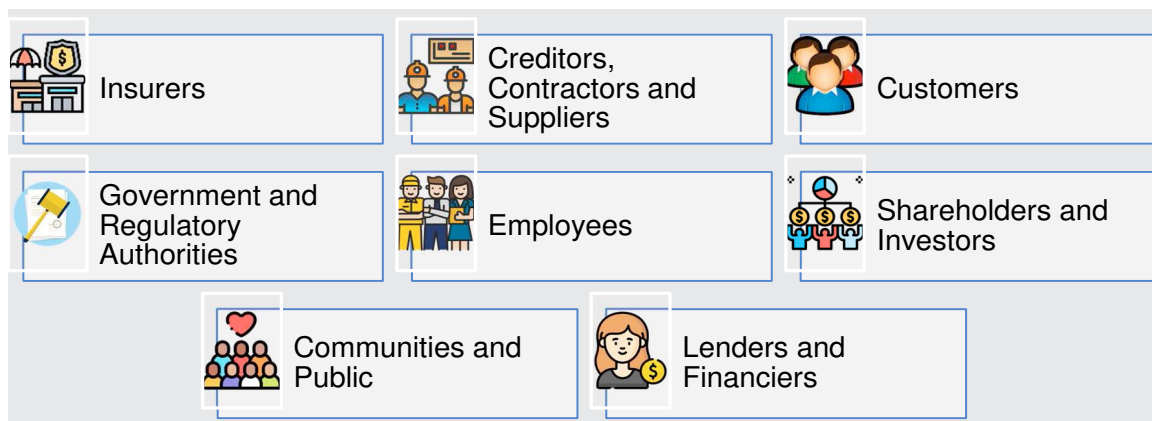 Insurers
Creditors,
Contractors and
Suppliers
Customers
Government and
Regulatory
Authorities
Employees
Shareholders and
Investors
Communities and
Public
Lenders and
Financiers